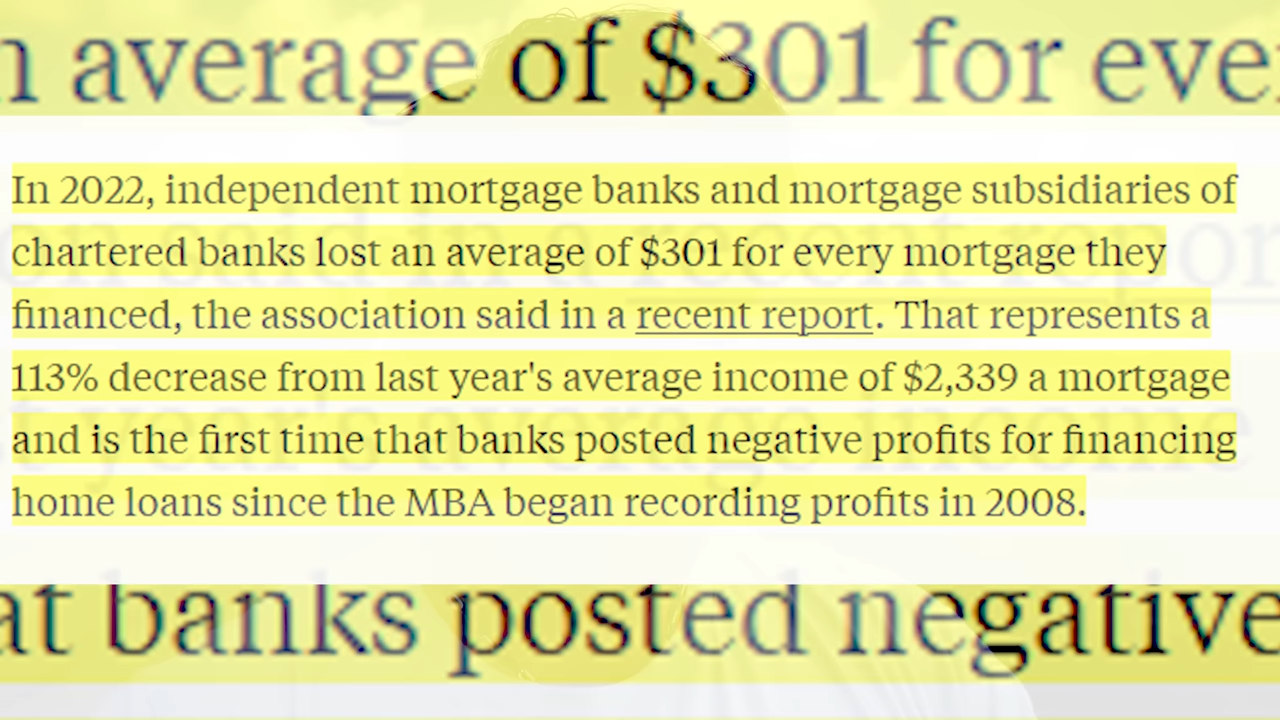 average of $301 for
In 2022, independent mortgage banks and mortgage subsidiaries of
chartered banks lost an average of $301 for every mortgage they
financed, the association said in a recent report. That represents a
113% decrease from last year's average income of $2,339 a mortgage
and is the first time that banks posted negative profits for financing
home loans since the MBA began recording profits in 2008.
banks posted negative